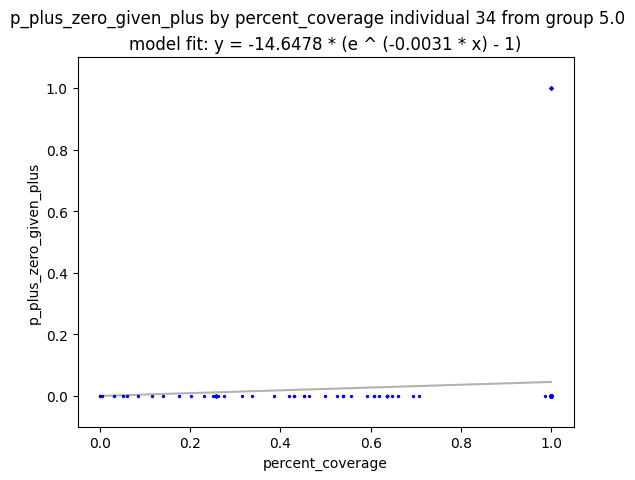 p_plus_zero_given_plus by percent_coverage individual 34 from group 5.0
model fit: y = -14.6478 * (e ^ (-0.0031 * x) - 1)
1.0
0.8
0.6
0.4
0.2
0.0
p_plus_zero_given_plus
0.0 0.2 0.4 0.6 0.8 1.0
percent_coverage